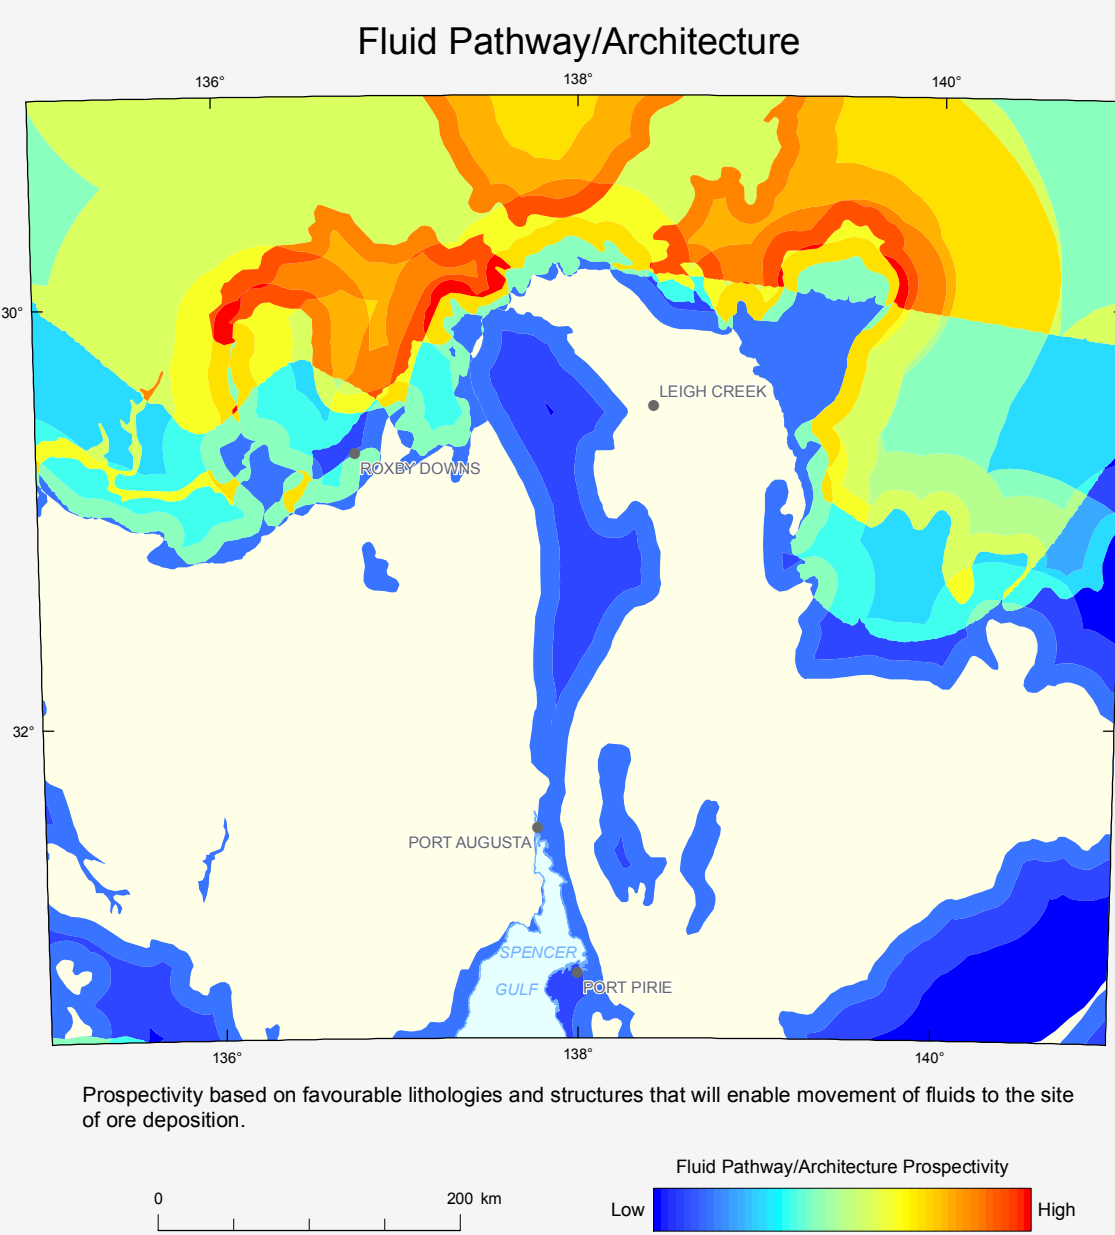 Fluid Pathway/Architecture
136°
138°
140°
30°
LEIGH CREEK
ROXBY DOWNS
32°
PORT AUGUSTA
SPENCER
GULF
PORT PIRIE
136°
138°
140°
Prospectivity based on favourable lithologies and structures that will enable movement of fluids to the site
of ore deposition.
Fluid Pathway/Architecture Prospectivity
0 200 km
Low High